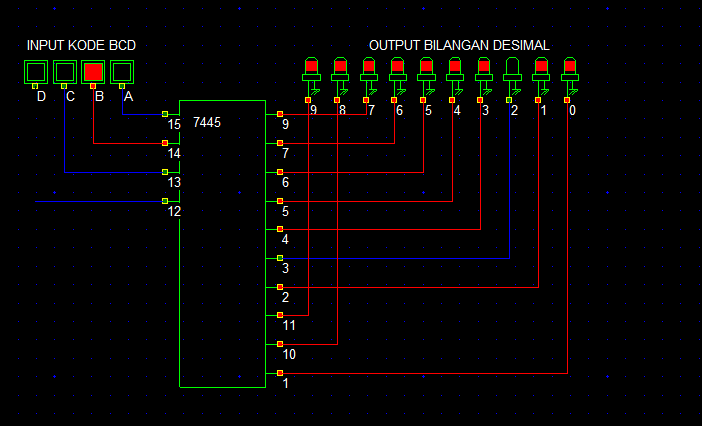 INPUT KODE BCD
OUTPUT BILANGAN DESIMAL
D C B A
9 8 7 6 5 4 3 2 1 0
7445
15 9
14 7
13 6
12 5
4
3
2
11
10
1